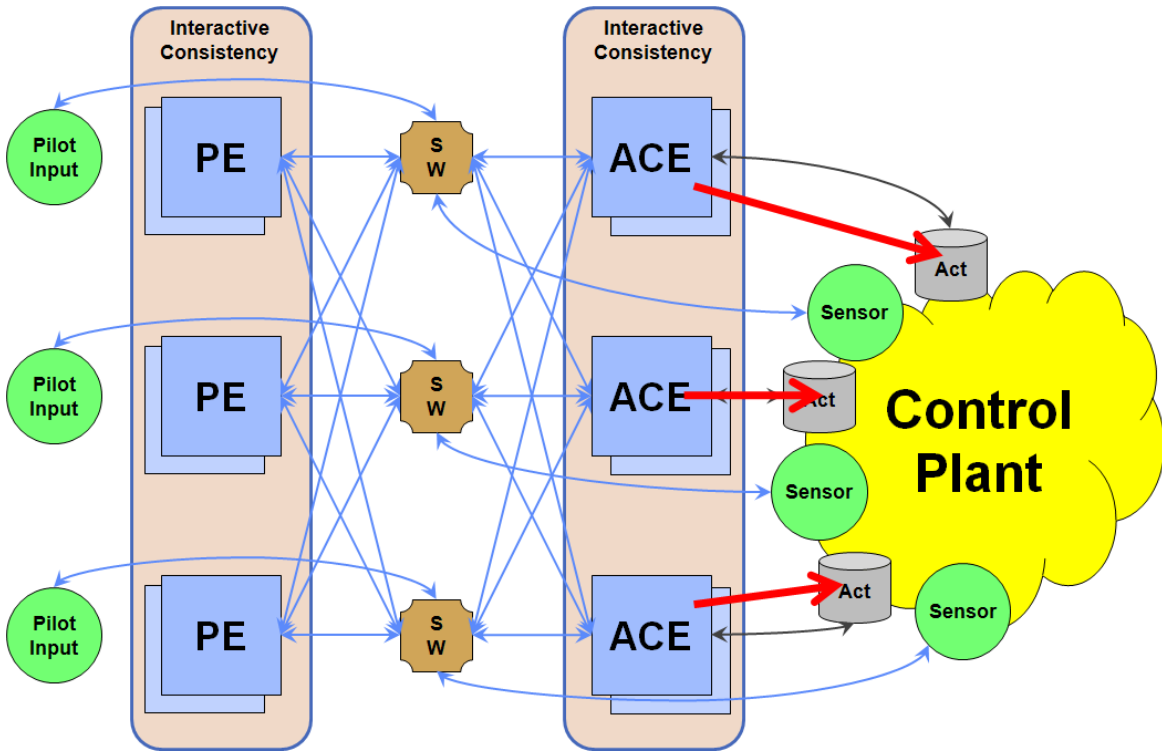 Interactive
Consistency
Interactive
Consistency
Pilot
Input
PE
S
W
ACE
Act
Sensor
Pilot
Input
PE
S
W
ACE
Act
Control
Plant
Sensor
Pilot
Input
PE
S
W
ACE
Act
Sensor